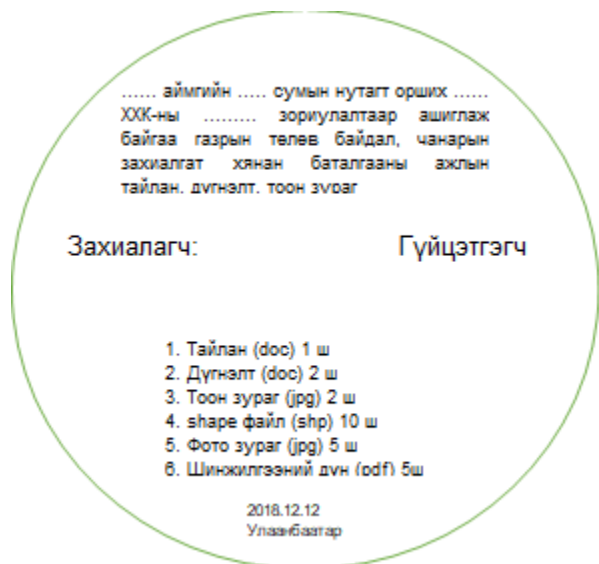 ...... аймгийн ..... сумын нутагт орших ......
ХХК-ны ......... зориулалтаар ашиглаж
байгаа газрын төлөв байдал, чанарын
захиалгат хянан баталгааны ажлын
тайлан, дүгнэлт, тоон зураг
Захиалагч: Гүйцэтгэгч
1. Тайлан (doc) 1 ш
2. Дүгнэлт (doc) 2 ш
3. Тоон зураг (jpg) 2 ш
4. shape файл (shp) 10 ш
5. Фото зураг (jpg) 5 ш
6. Шинжилгээний дүн (pdf) 5ш
2018.12.12
Улаанбаатар